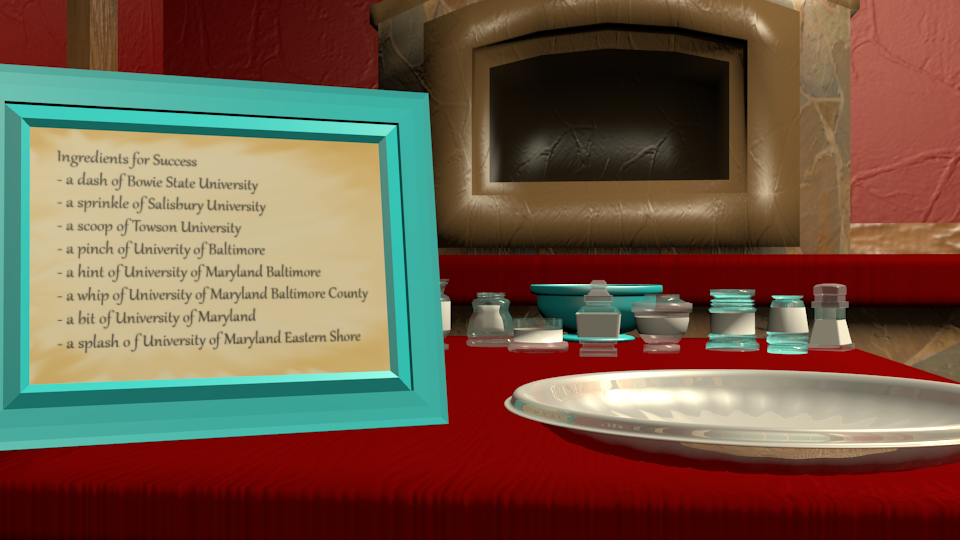 Ingredients for Success
- a dash of Bowie State University
- a sprinkle of Salisbury University
- a scoop of Towson University
- a pinch of Univerity of Baltimore
- a hint of University of Maryland Baltimore
- a whip of University of Maryland Baltimore County
- a bit of University of Maryland
- a splash o f University of Maryland Eastern Shore